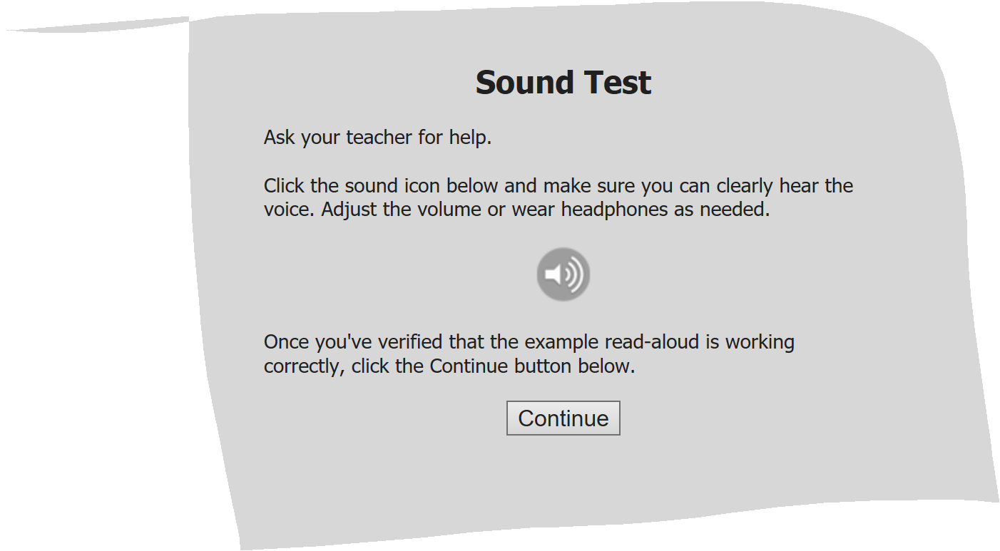 Sound Test
Ask your teacher for help.
Click the sound icon below and make sure you can clearly hear the
voice. Adjust the volume or wear headphones as needed.
Once you've verified that the example read-aloud is working
correctly, click the Continue button below.
Continue